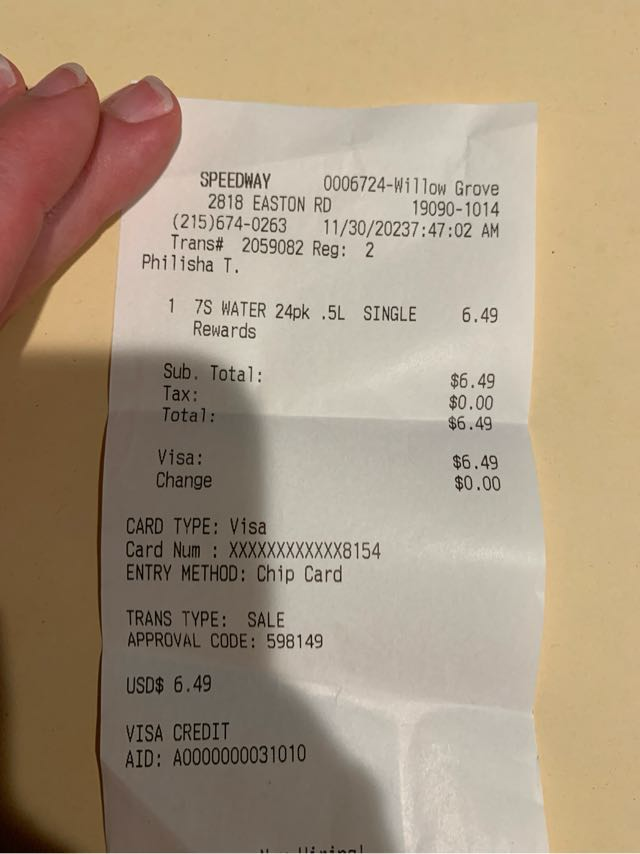 SPEEDWAY 0006724-Willow Grove
2818 EASTON RD 19090-1014
(215)674-0263 11/30/20237:47:02 AM
Trans# 2059082 Reg: 2
Philisha T.
1 7S WATER 24pk .5L SINGLE 6.49
Rewards
Sub. Total: $6.49
Tax: $0.00
Total: $6.49
Visa: $6.49
Change $0.00
CARD TYPE: Visa
Card Num : XXXXXXXXXXXX8154
ENTRY METHOD: Chip Card
TRANS TYPE: SALE
APPROVAL CODE: 598149
USD$ 6.49
VISA CREDIT
AID: A0000000031010
Now Hiring!